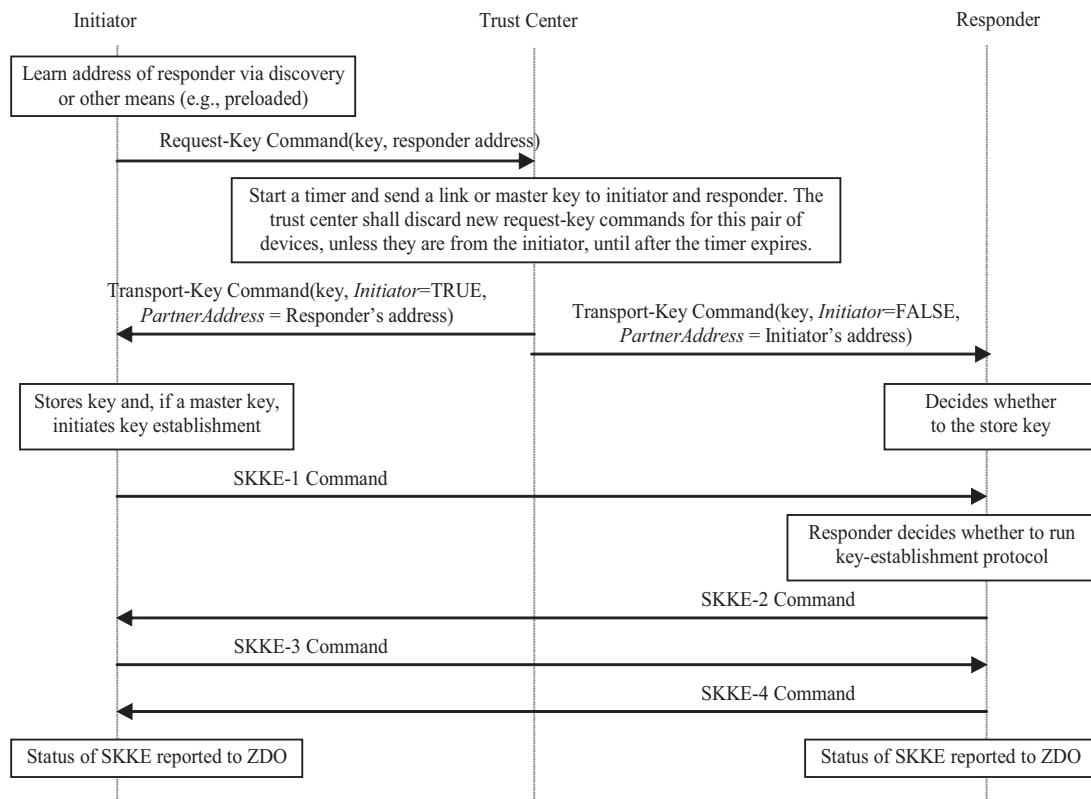 Initiator
Trust Center
Responder
Learn address of responder via discovery
or other means (e.g., preloaded)
Request-Key Command(key, responder address)
Start a timer and send a link or master key to initiator and responder. The
trust center shall discard new request-key commands for this pair of
devices, unless they are from the initiator, until after the timer expires.
Transport-Key Command(key, Initiator=TRUE,
PartnerAddress = Responder’s address)
Transport-Key Command(key, Initiator=FALSE,
PartnerAddress = Initiator’s address)
Stores key and, if a master key,
initiates key establishment
Decides whether
to the store key
SKKE-1 Command
Responder decides whether to run
key-establishment protocol
SKKE-2 Command
SKKE-3 Command
SKKE-4 Command
Status of SKKE reported to ZDO
Status of SKKE reported to ZDO